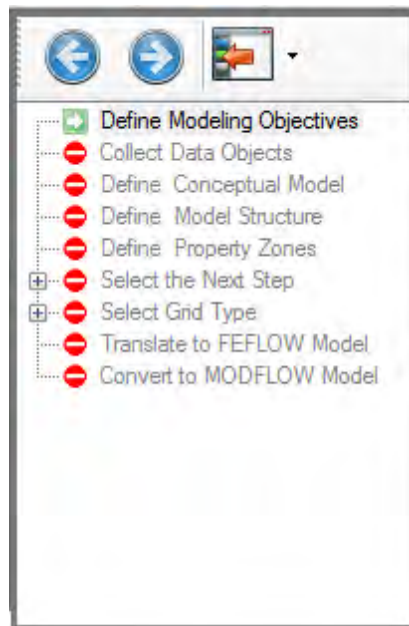 Define Modeling Objectives
Collect Data Objects
Define Conceptual Model
Define Model Structure
Define Property Zones
Select the Next Step
Select Grid Type
Translate to FEFLOW Model
Convert to MODFLOW Model